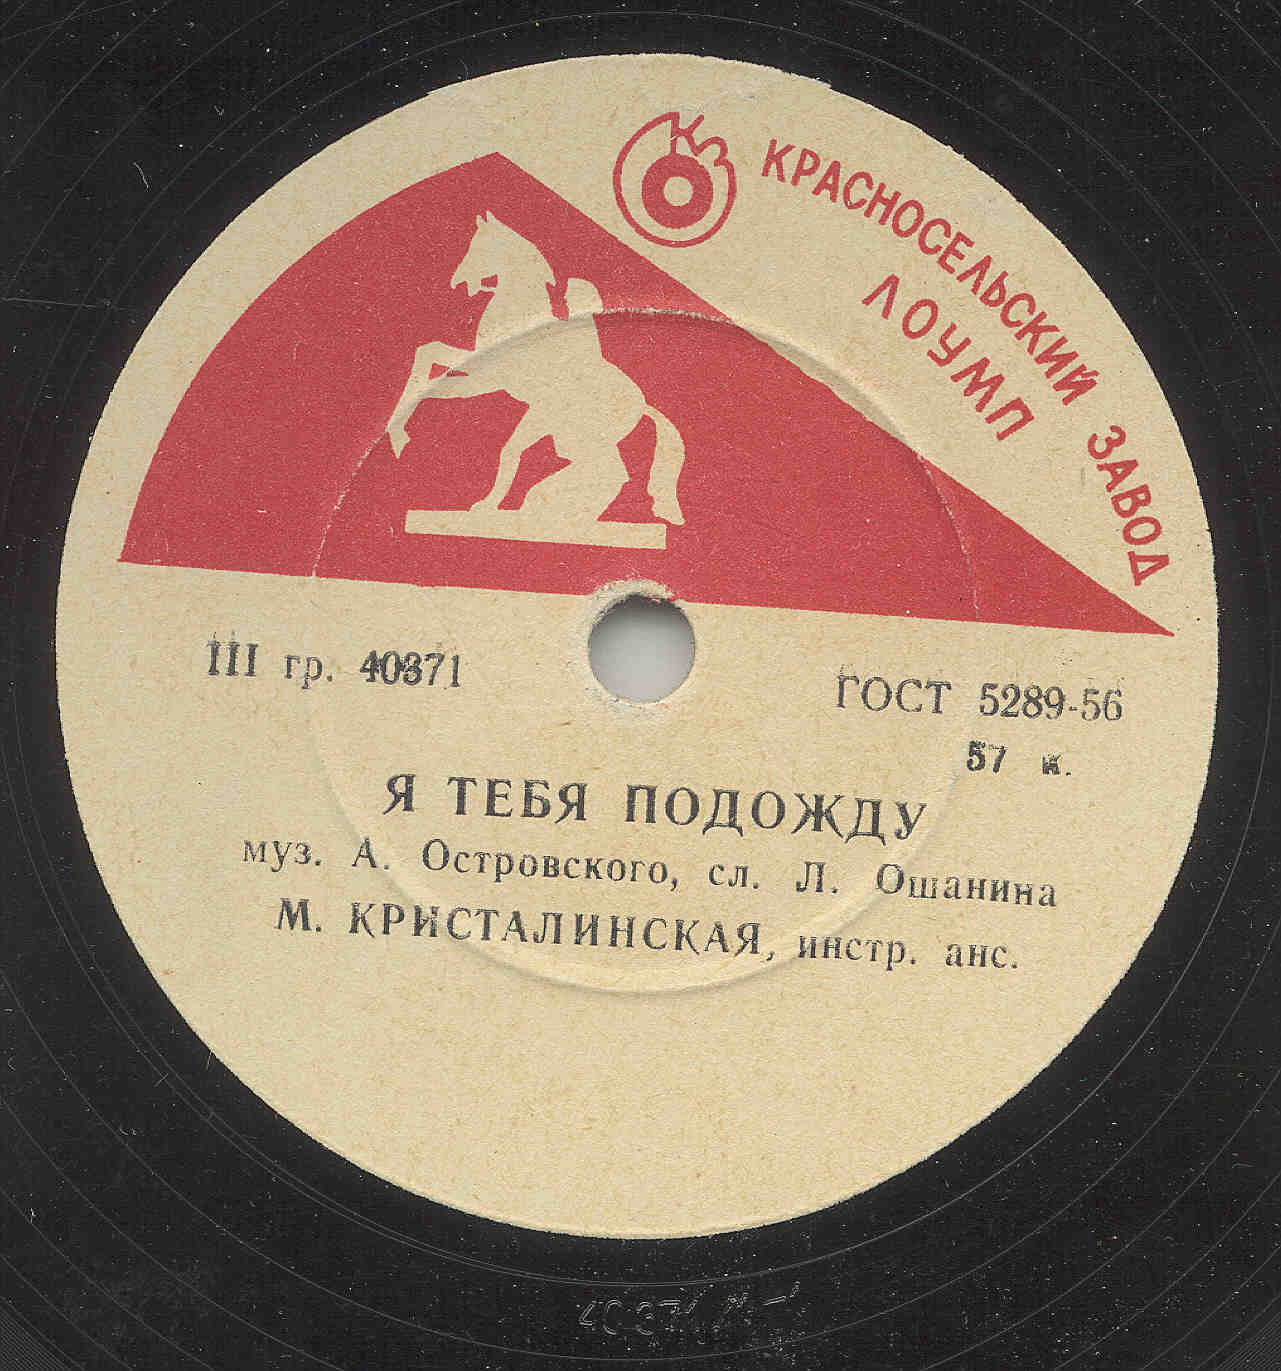 КРАСНОСЕЛЬСКИЙ ЗАВОД
ЛОУМП
III гр. 40371
ГОСТ 5289-56
57 к.
Я ТЕБЯ ПОДОЖДУ
муз. А. Островского, сл. Л. Ошанина
М. КРИСТАЛИНСКАЯ, инстр. анс.